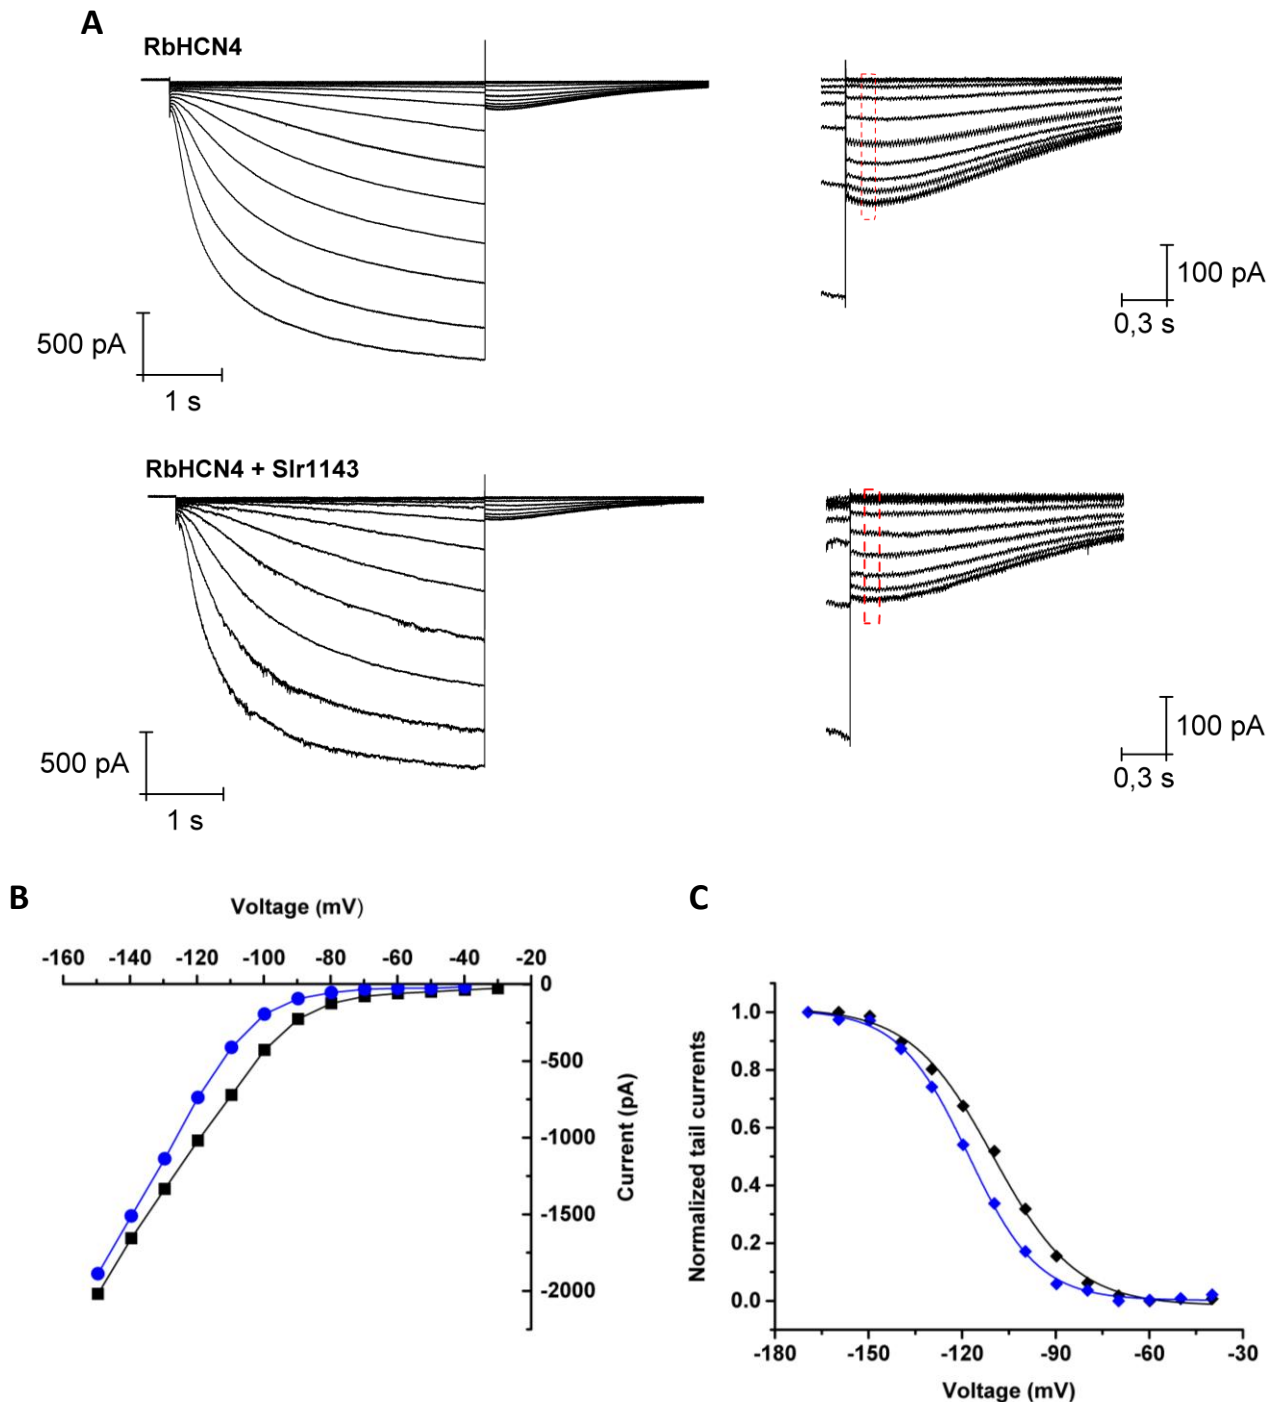 A
RbHCN4
500 pA
1 s
100 pA
0,3 s
RbHCN4 + Slr1143
500 pA
1 s
100 pA
0,3 s
B
Voltage (mV)
-160 -140 -120 -100 -80 -60 -40 -20
0
-500
-1000
-1500
-2000
Current (pA)
C
Normalized tail currents
1.0
0.8
0.6
0.4
0.2
0.0
-180 -150 -120 -90 -60 -30
Voltage (mV)